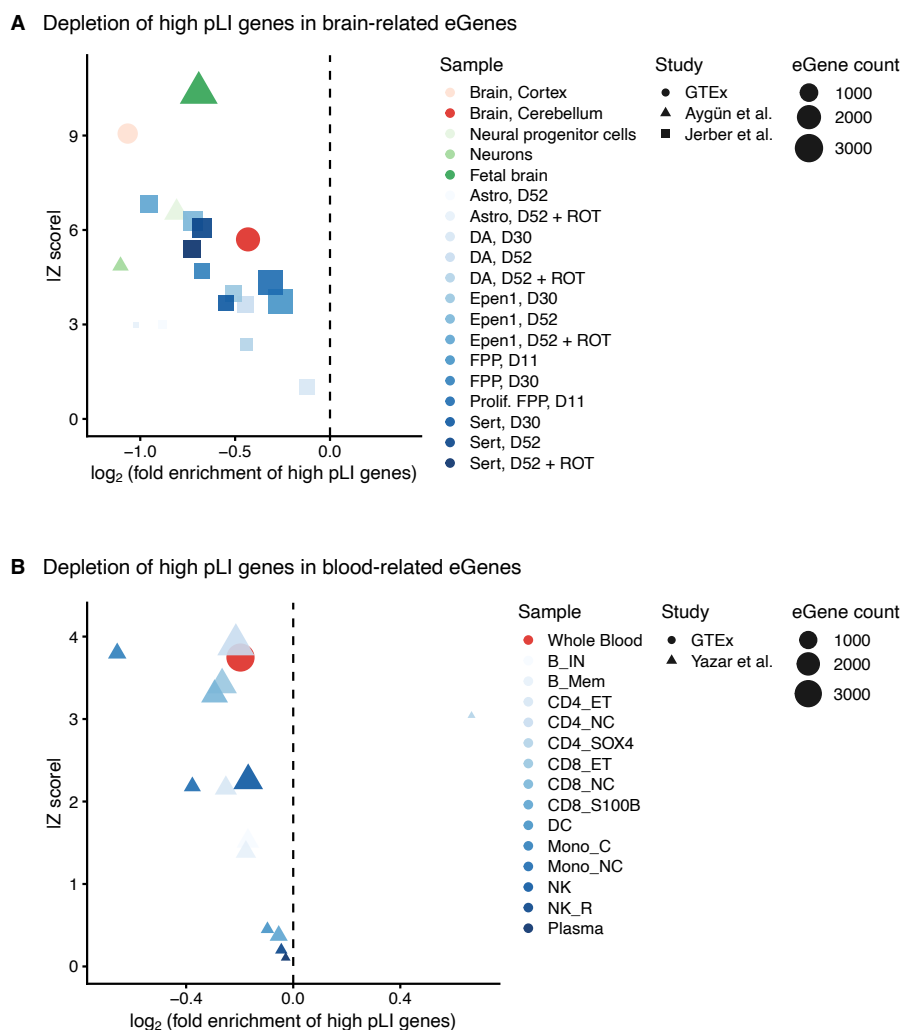 A Depletion of high pLI genes in brain-related eGenes
Sample
Brain, Cortex
Brain, Cerebellum
Neural progenitor cells
Neurons
Fetal brain
Astro, D52
Astro, D52 + ROT
DA, D30
DA, D52
DA, D52 + ROT
Epen1, D30
Epen1, D52
Epen1, D52 + ROT
FPP, D11
FPP, D30
Prolif. FPP, D11
Sert, D30
Sert, D52
Sert, D52 + ROT
Study
GTEx
Aygün et al.
Jerber et al.
eGene count
1000
2000
3000
IZ scoreI
9
6
3
0
−1.0 −0.5 0.0
log₂ (fold enrichment of high pLI genes)
B Depletion of high pLI genes in blood-related eGenes
Sample
Whole Blood
B_IN
B_Mem
CD4_ET
CD4_NC
CD4_SOX4
CD8_ET
CD8_NC
CD8_S100B
DC
Mono_C
Mono_NC
NK
NK_R
Plasma
Study
GTEx
Yazar et al.
eGene count
1000
2000
3000
IZ scoreI
4
3
2
1
0
−0.4 0.0 0.4
log₂ (fold enrichment of high pLI genes)